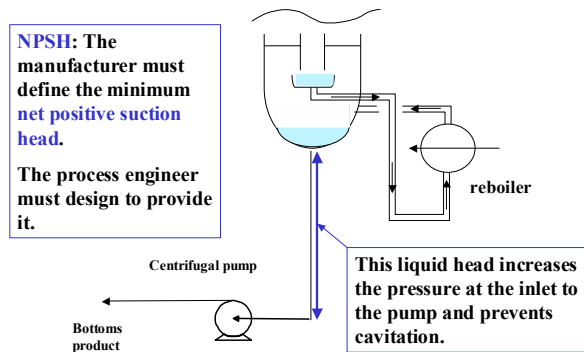 NPSH: The
manufacturer must
define the minimum
net positive suction
head.
The process engineer
must design to provide
it.
reboiler
Centrifugal pump
This liquid head increases
the pressure at the inlet to
the pump and prevents
cavitation.
Bottoms
product